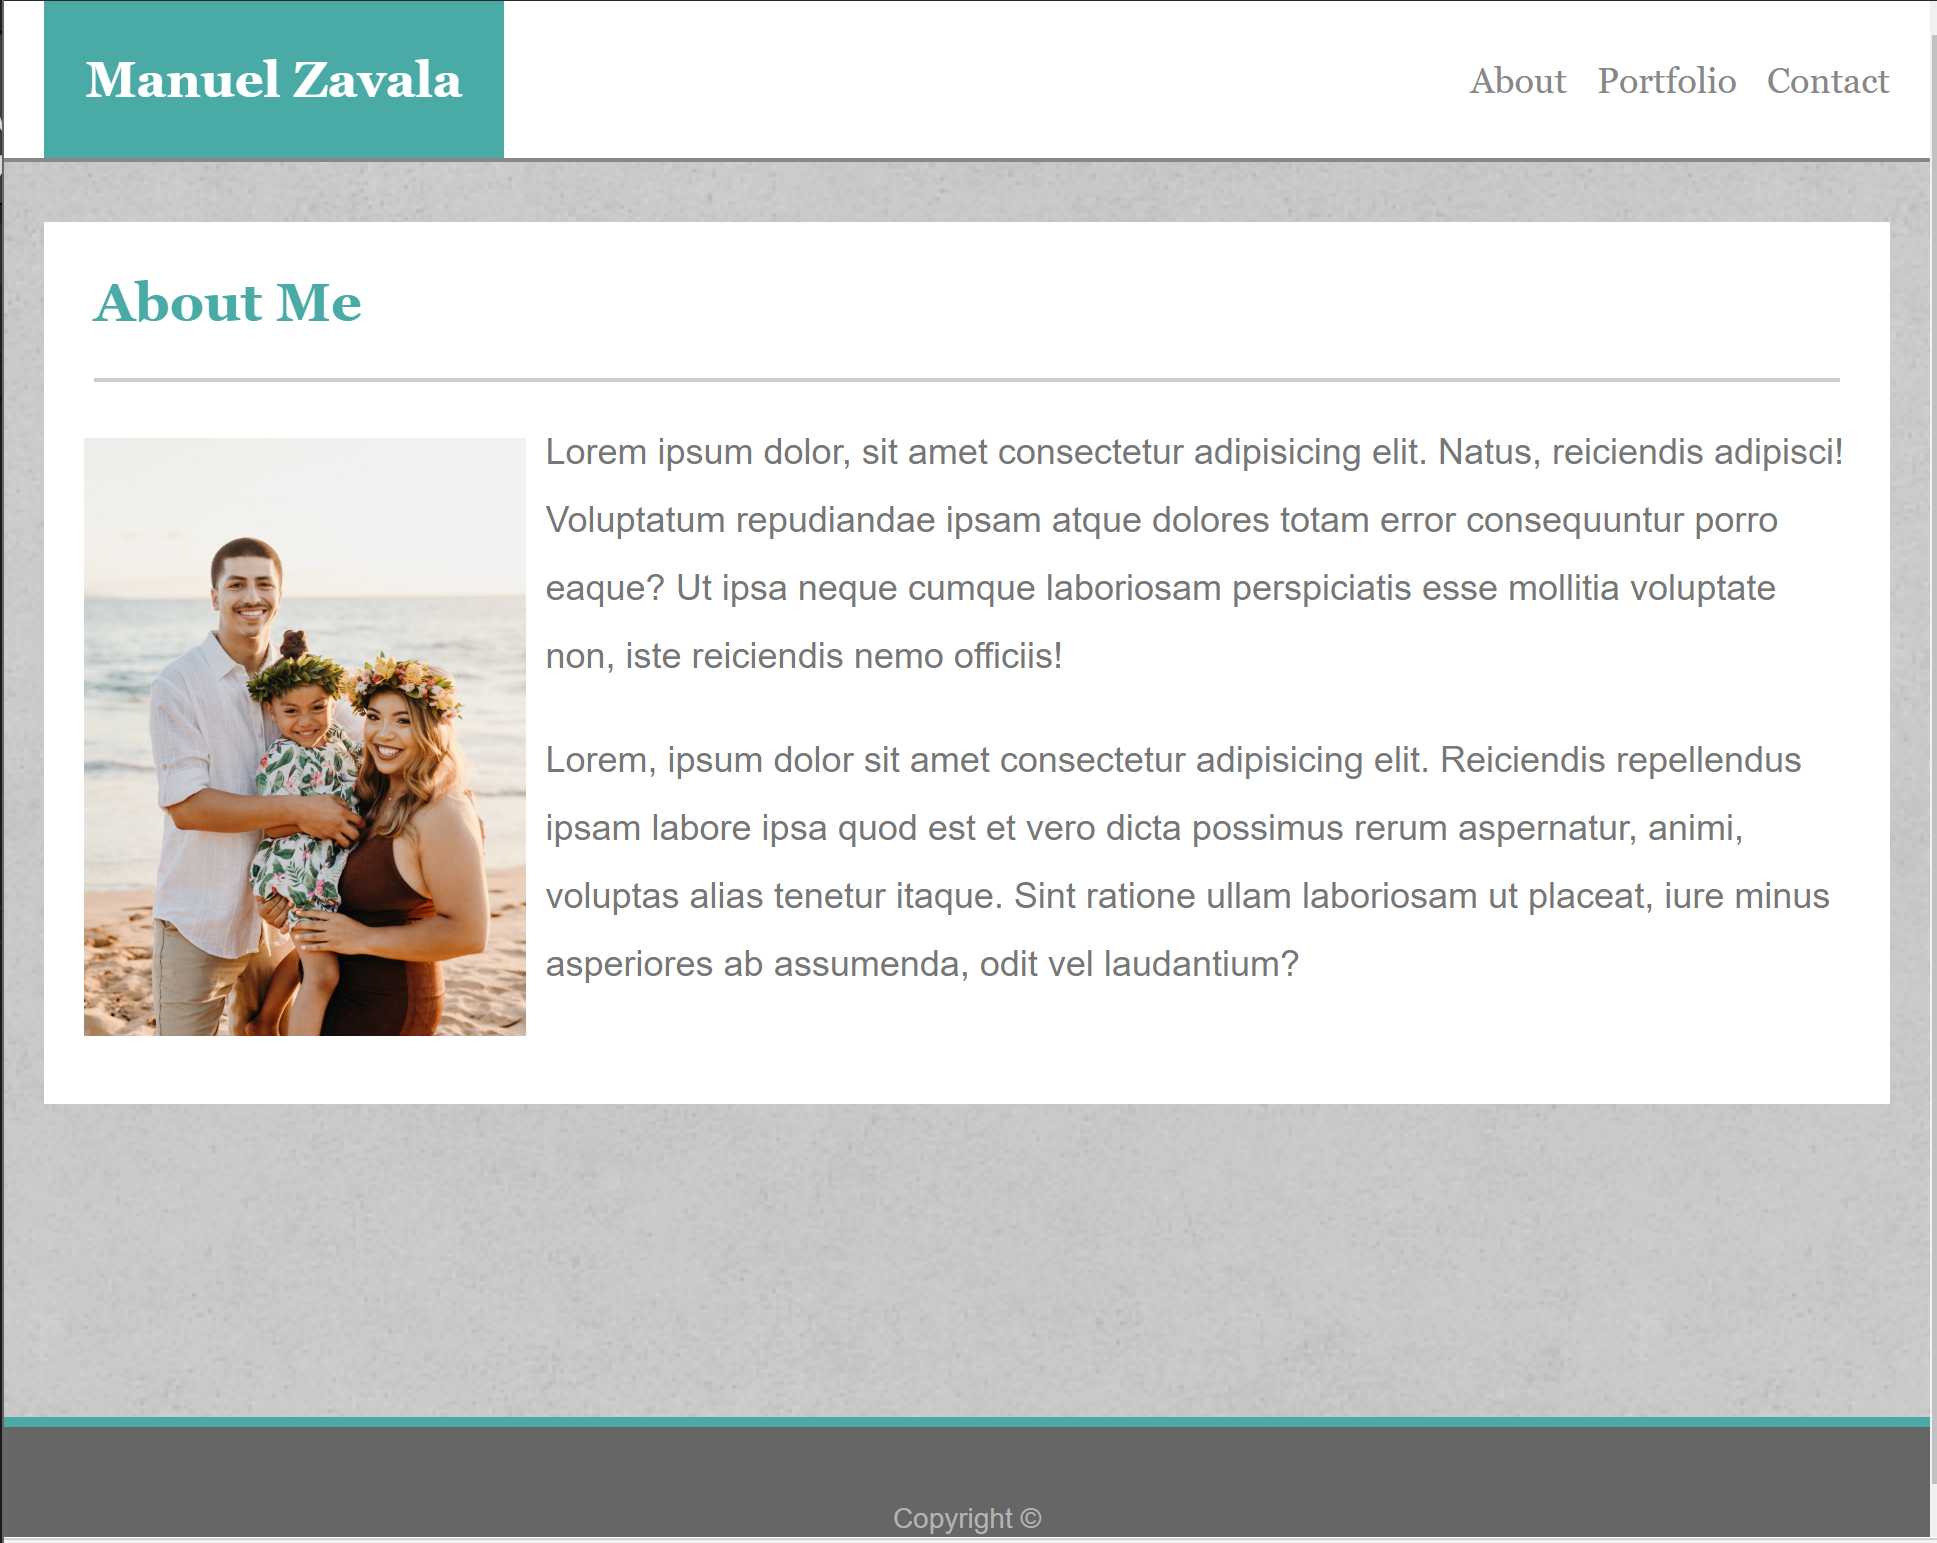 Manuel Zavala
About Portfolio Contact
About Me
Lorem ipsum dolor, sit amet consectetur adipisicing elit. Natus, reiciendis adipisci!
Voluptatum repudiandae ipsam atque dolores totam error consequuntur porro
eaque? Ut ipsa neque cumque laboriosam perspiciatis esse mollitia voluptate
non, iste reiciendis nemo officiis!
Lorem, ipsum dolor sit amet consectetur adipisicing elit. Reiciendis repellendus
ipsam labore ipsa quod est et vero dicta possimus rerum aspernatur, animi,
voluptas alias tenetur itaque. Sint ratione ullam laboriosam ut placeat, iure minus
asperiores ab assumenda, odit vel laudantium?
Copyright ©